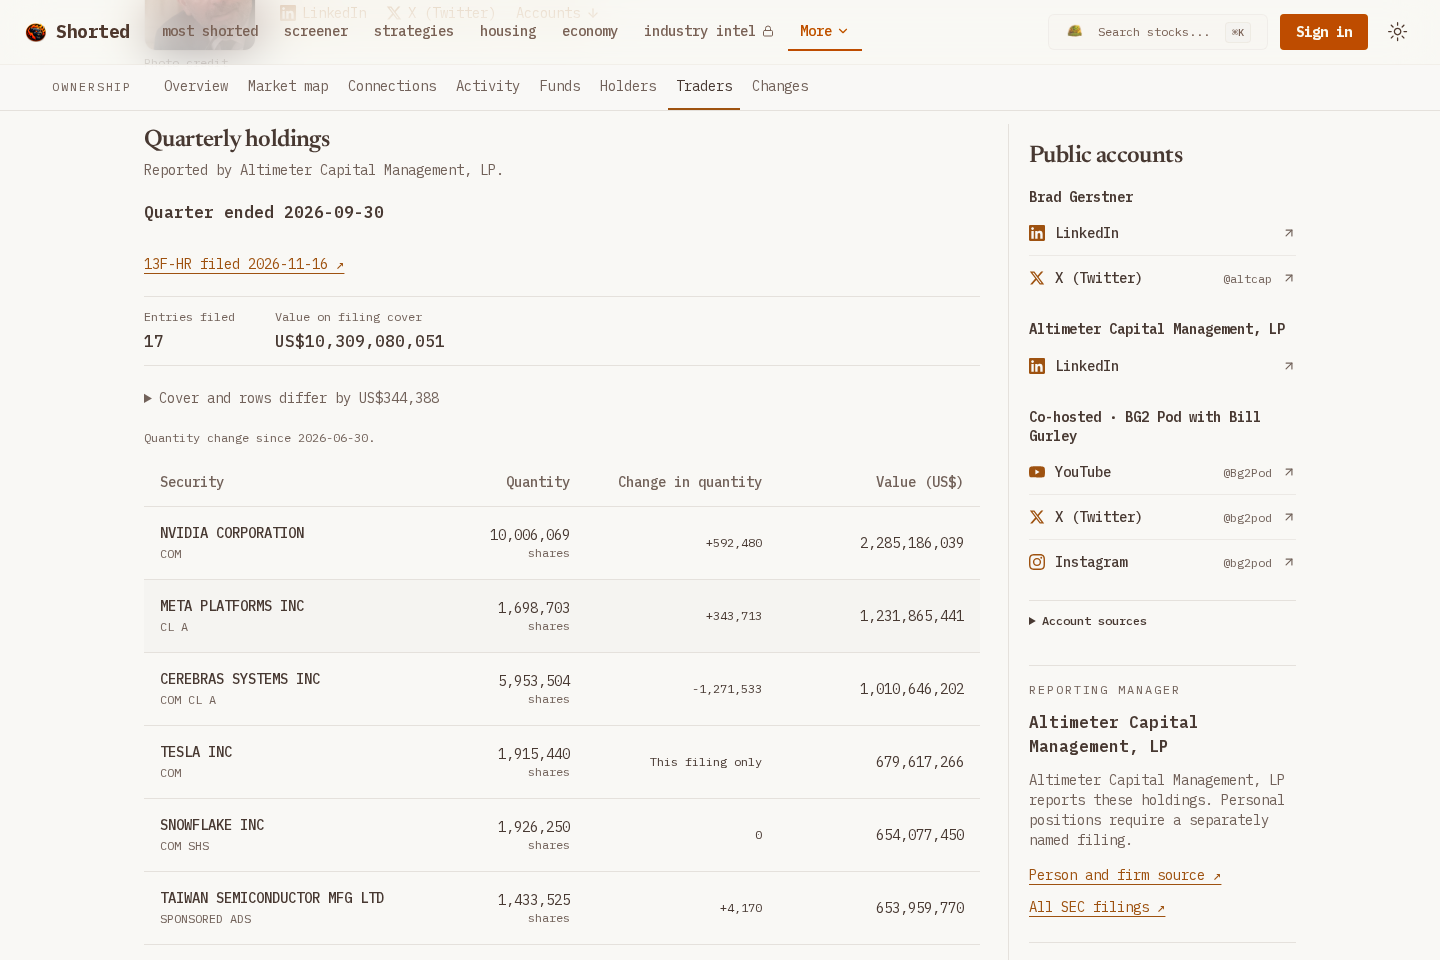 Shorted
most shorted
screener
strategies
housing
economy
industry intel
More
Search stocks...
⌘K
Sign in
LinkedIn
X (Twitter)
Accounts ↓
Photo credit
OWNERSHIP
Overview
Market map
Connections
Activity
Funds
Holders
Traders
Changes
Quarterly holdings
Reported by Altimeter Capital Management, LP.
Quarter ended 2026-09-30
13F-HR filed 2026-11-16 ↗
Entries filed
17
Value on filing cover
US$10,309,080,051
Cover and rows differ by US$344,388
Quantity change since 2026-06-30.
Security Quantity Change in quantity Value (US$)
NVIDIA CORPORATION
COM
10,006,069
shares
+592,480
2,285,186,039
META PLATFORMS INC
CL A
1,698,703
shares
+343,713
1,231,865,441
CEREBRAS SYSTEMS INC
COM CL A
5,953,504
shares
-1,271,533
1,010,646,202
TESLA INC
COM
1,915,440
shares
This filing only
679,617,266
SNOWFLAKE INC
COM SHS
1,926,250
shares
0
654,077,450
TAIWAN SEMICONDUCTOR MFG LTD
SPONSORED ADS
1,433,525
shares
+4,170
653,959,770
Public accounts
Brad Gerstner
LinkedIn
X (Twitter) @altcap
Altimeter Capital Management, LP
LinkedIn
Co-hosted · BG2 Pod with Bill
Gurley
YouTube @Bg2Pod
X (Twitter) @bg2pod
Instagram @bg2pod
Account sources
REPORTING MANAGER
Altimeter Capital
Management, LP
Altimeter Capital Management, LP
reports these holdings. Personal
positions require a separately
named filing.
Person and firm source ↗
All SEC filings ↗